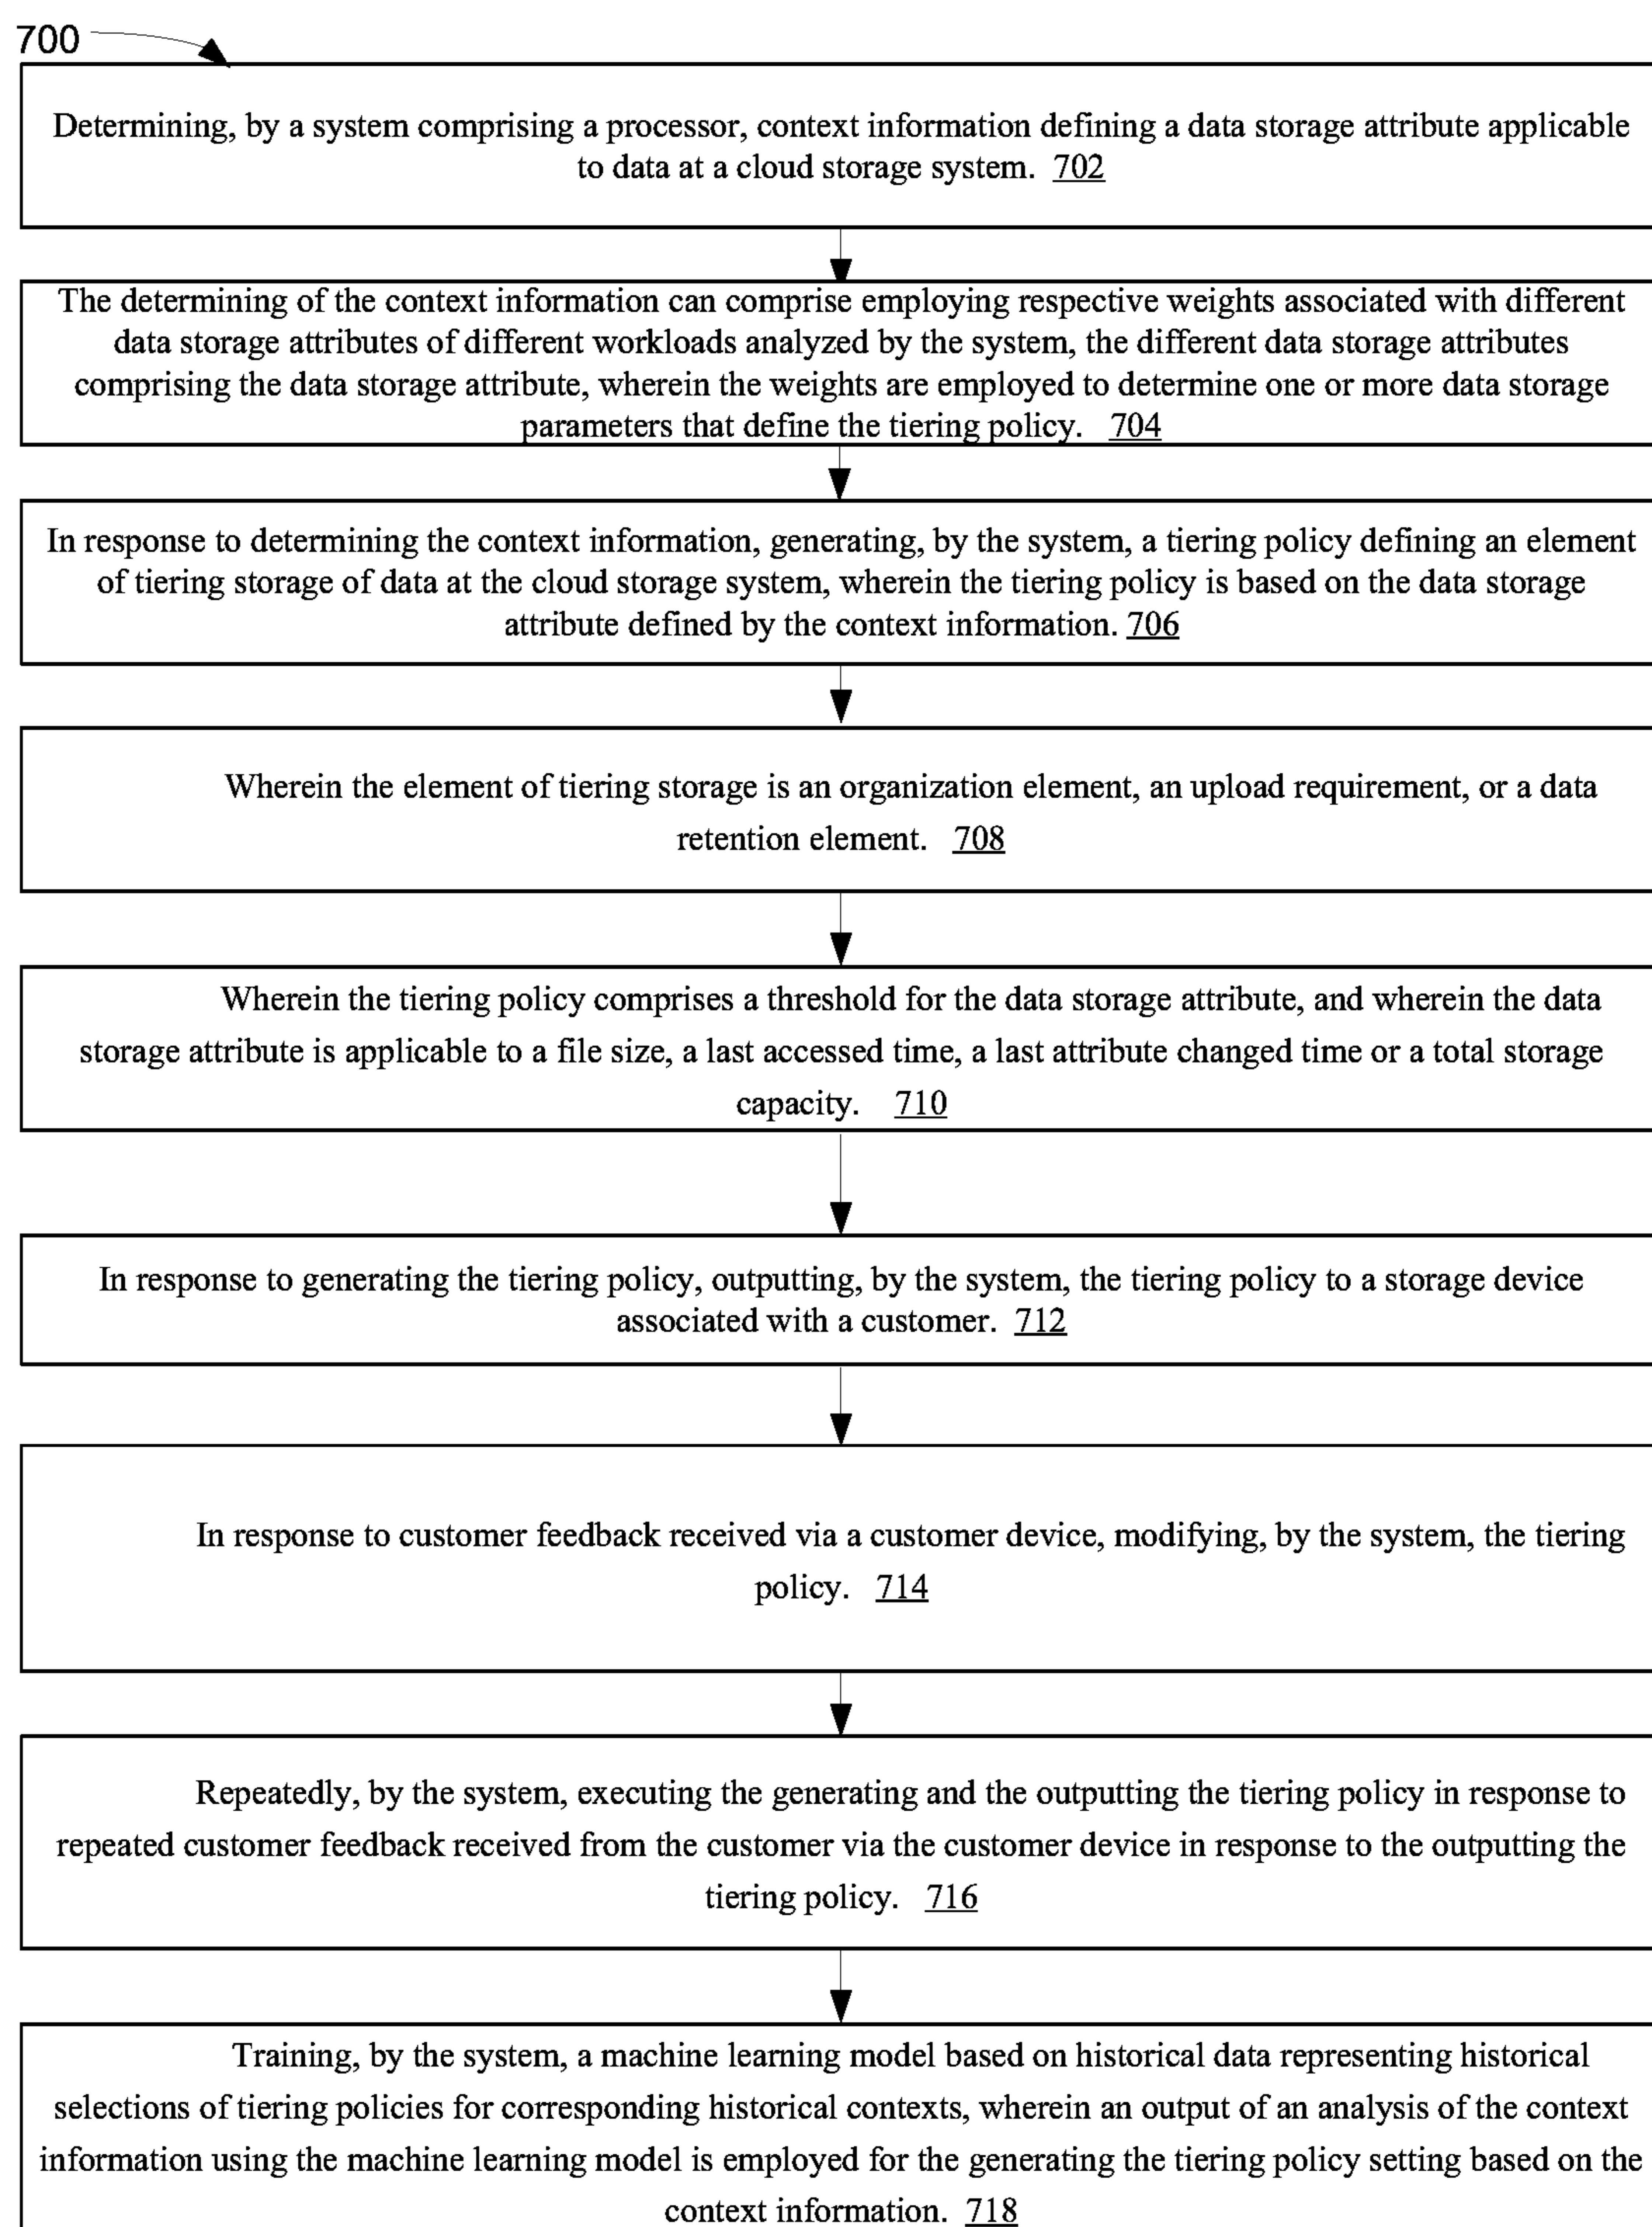 700
Determining, by a system comprising a processor, context information defining a data storage attribute applicable
to data at a cloud storage system. 702
The determining of the context information can comprise employing respective weights associated with different
data storage attributes of different workloads analyzed by the system, the different data storage attributes
comprising the data storage attribute, wherein the weights are employed to determine one or more data storage
parameters that define the tiering policy. 704
In response to determining the context information, generating, by the system, a tiering policy defining an element
of tiering storage of data at the cloud storage system, wherein the tiering policy is based on the data storage
attribute defined by the context information. 706
Wherein the element of tiering storage is an organization element, an upload requirement, or a data
retention element. 708
Wherein the tiering policy comprises a threshold for the data storage attribute, and wherein the data
storage attribute is applicable to a file size, a last accessed time, a last attribute changed time or a total storage
capacity. 710
In response to generating the tiering policy, outputting, by the system, the tiering policy to a storage device
associated with a customer. 712
In response to customer feedback received via a customer device, modifying, by the system, the tiering
policy. 714
Repeatedly, by the system, executing the generating and the outputting the tiering policy in response to
repeated customer feedback received from the customer via the customer device in response to the outputting the
tiering policy. 716
Training, by the system, a machine learning model based on historical data representing historical
selections of tiering policies for corresponding historical contexts, wherein an output of an analysis of the context
information using the machine learning model is employed for the generating the tiering policy setting based on the
context information. 718